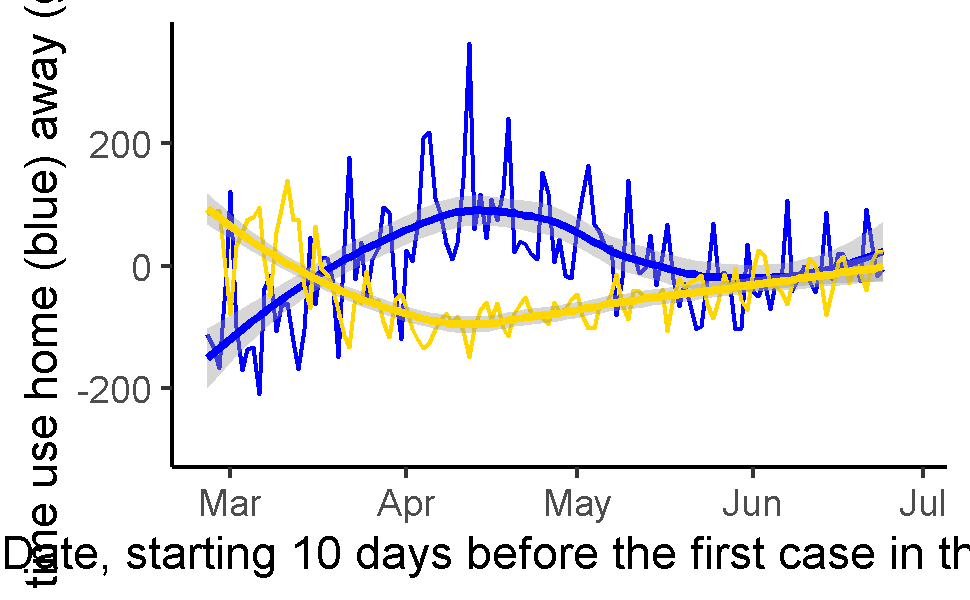 time use home (blue) away (
200
0
-200
Mar Apr May Jun Jul
Date, starting 10 days before the first case in th